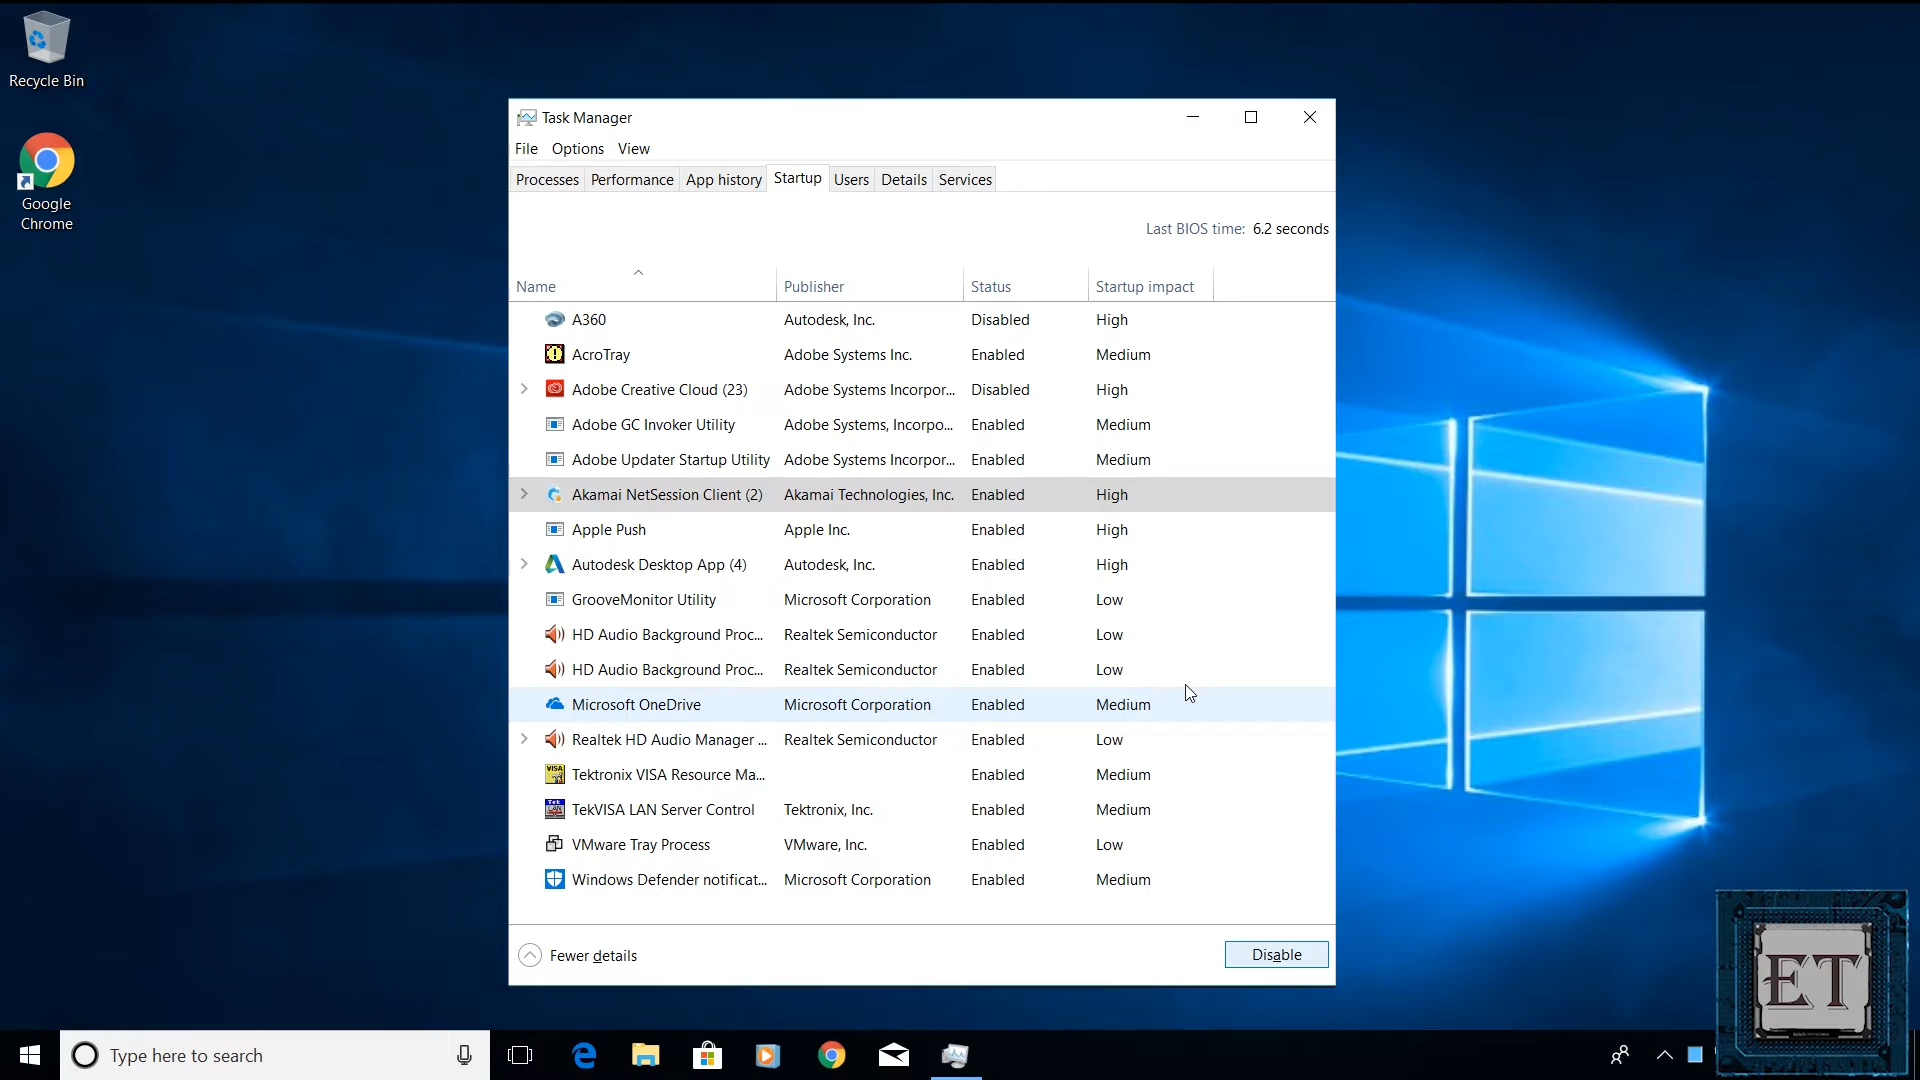 Recycle Bin
Google
Chrome
Task Manager
File Options View
Processes Performance App history Startup Users Details Services
Last BIOS time: 6.2 seconds
Name Publisher Status Startup impact
A360 Autodesk, Inc. Disabled High
AcroTray Adobe Systems Inc. Enabled Medium
Adobe Creative Cloud (23) Adobe Systems Incorpor... Disabled High
Adobe GC Invoker Utility Adobe Systems, Incorpo... Enabled Medium
Adobe Updater Startup Utility Adobe Systems Incorpor... Enabled Medium
Akamai NetSession Client (2) Akamai Technologies, Inc. Enabled High
Apple Push Apple Inc. Enabled High
Autodesk Desktop App (4) Autodesk, Inc. Enabled High
GrooveMonitor Utility Microsoft Corporation Enabled Low
HD Audio Background Proc... Realtek Semiconductor Enabled Low
HD Audio Background Proc... Realtek Semiconductor Enabled Low
Microsoft OneDrive Microsoft Corporation Enabled Medium
Realtek HD Audio Manager ... Realtek Semiconductor Enabled Low
Tektronix VISA Resource Ma... Enabled Medium
TekVISA LAN Server Control Tektronix, Inc. Enabled Medium
VMware Tray Process VMware, Inc. Enabled Low
Windows Defender notificat... Microsoft Corporation Enabled Medium
Fewer details Disable
Type here to search
ET